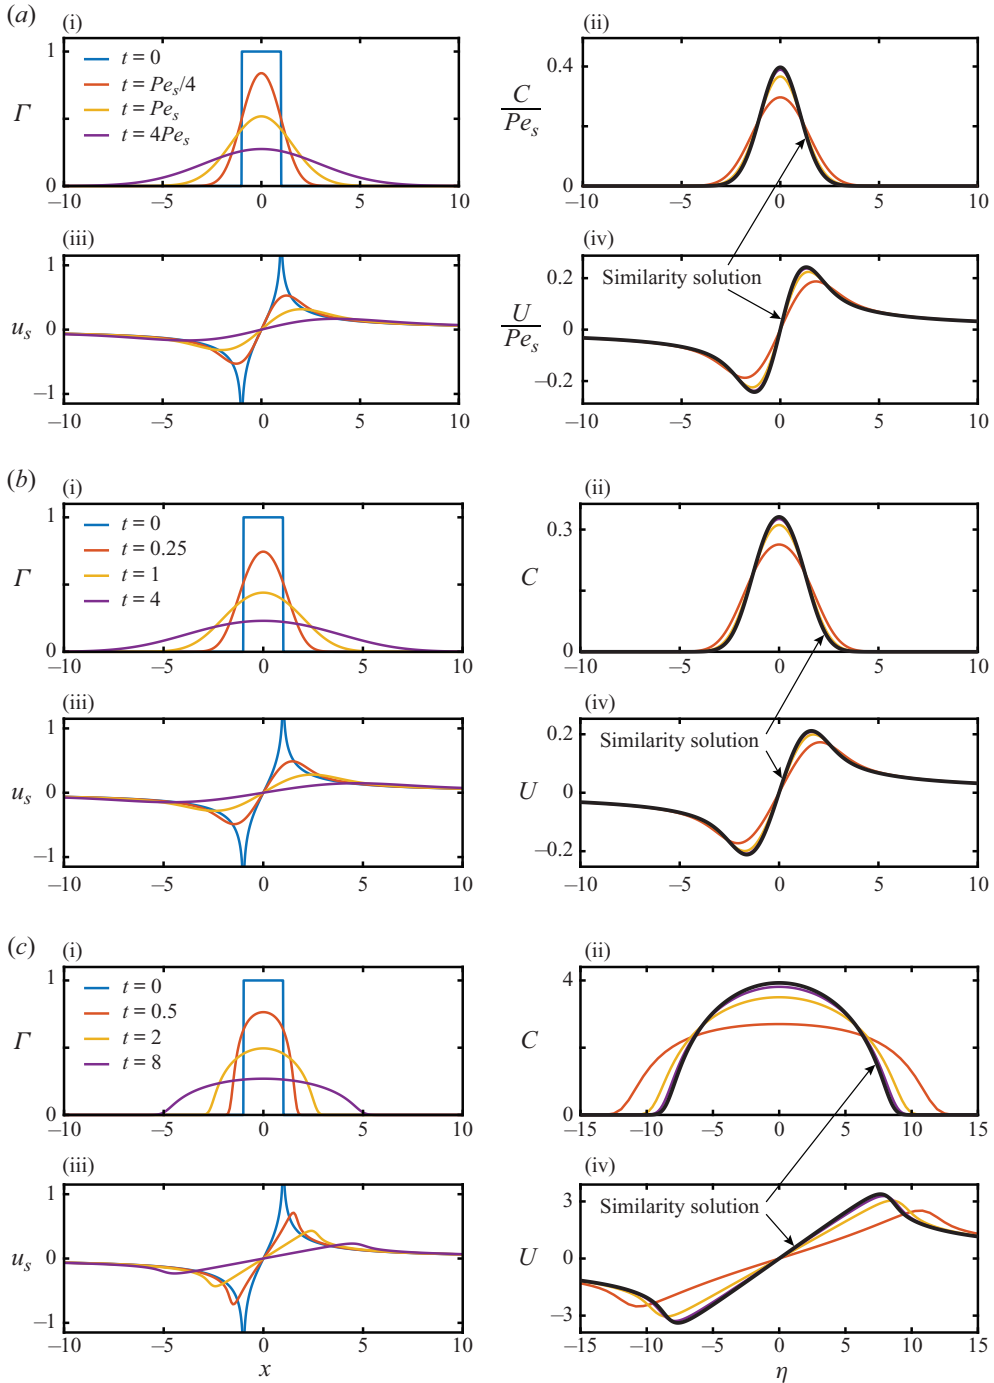 (a)
(i)
1
Γ
0
t = 0
t = Pe_s/4
t = Pe_s
t = 4Pe_s
−10 −5 0 5 10
(ii)
0.4
C
Pe_s
0
−10 −5 0 5 10
(iii)
1
u_s 0
−1
−10 −5 0 5 10
(iv)
0.2
U
Pe_s
0
−0.2
Similarity solution
−10 −5 0 5 10
(b)
(i)
1
Γ
0
t = 0
t = 0.25
t = 1
t = 4
−10 −5 0 5 10
(ii)
0.3
C
0
−10 −5 0 5 10
(iii)
1
u_s 0
−1
−10 −5 0 5 10
(iv)
0.2
U 0
−0.2
Similarity solution
−15 −5 0 5 10
(c)
(i)
1
Γ
0
t = 0
t = 0.5
t = 2
t = 8
−10 −5 0 5 10
(ii)
4
C
0
−15 −10 −5 0 5 10 15
(iii)
1
u_s 0
−1
−10 −5 0 5 10
x
(iv)
3
U 0
−3
Similarity solution
−15 −10 −5 0 5 10 15
η